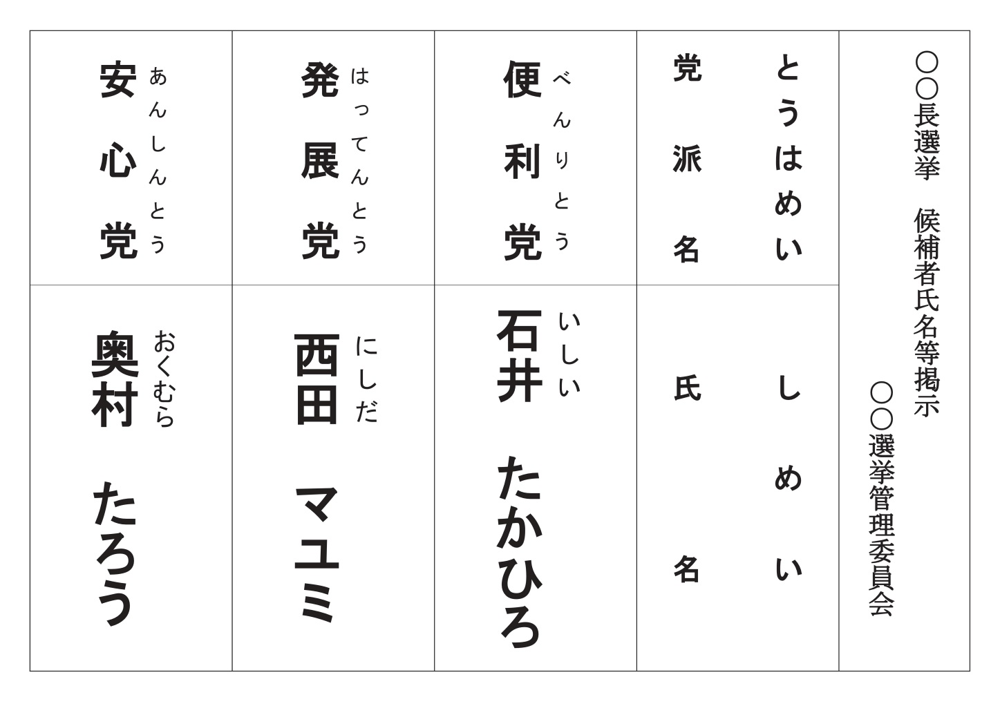 〇〇長選挙　候補者氏名等掲示
〇〇選挙管理委員会
とうはめい
党派名
しめい
氏名
べんりとう
便利党
いしい
石井　たかひろ
はってんとう
発展党
にしだ
西田　マユミ
あんしんとう
安心党
おくむら
奥村　たろう